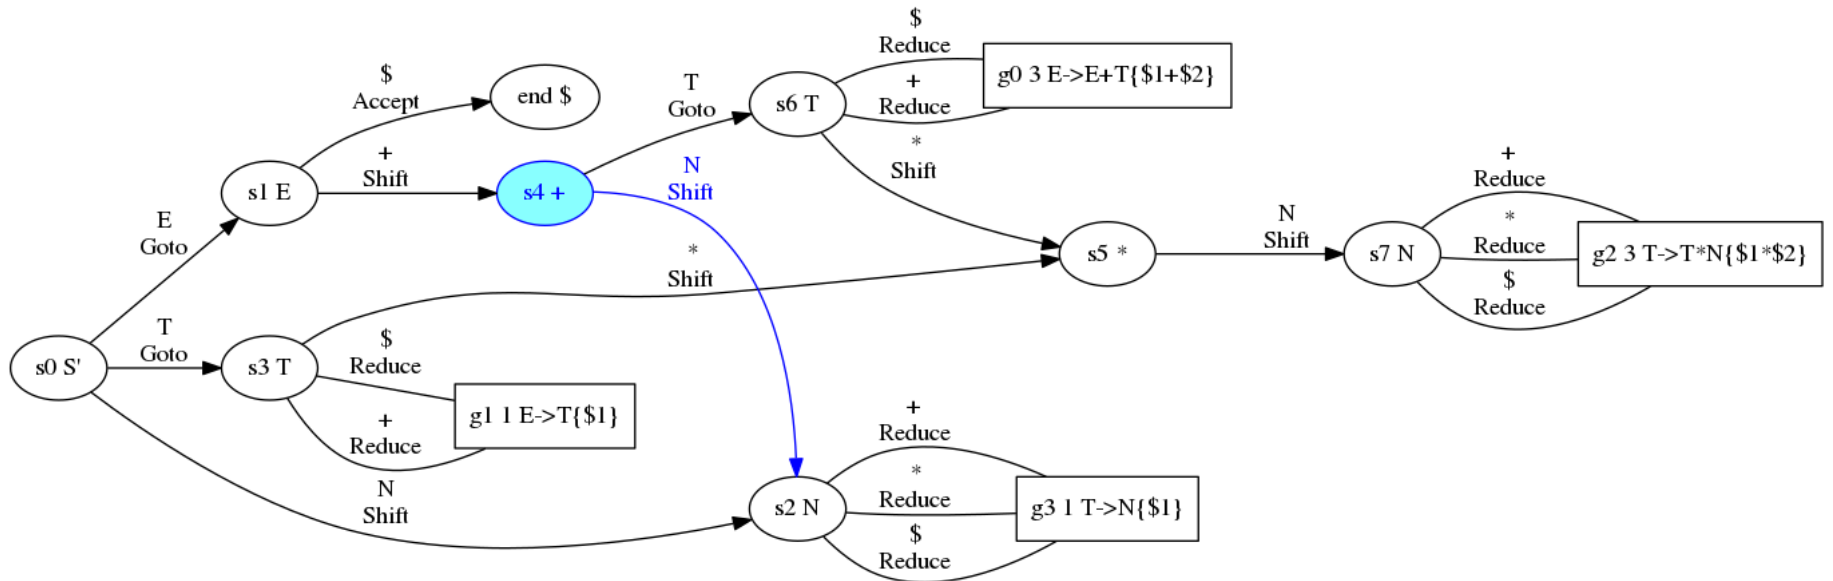 $
Reduce
g0 3 E->E+T{$1+$2}
+
Reduce
s6 T
$
Accept
end $
T
Goto
*
Shift
+
Shift
s1 E
s4 +
N
Shift
+
Reduce
E
Goto
*
Shift
s5 *
N
Shift
s7 N
*
Reduce
g2 3 T->T*N{$1*$2}
$
Reduce
T
Goto
s0 S'
s3 T
$
Reduce
g1 1 E->T{$1}
+
Reduce
N
Shift
+
Reduce
s2 N
*
Reduce
g3 1 T->N{$1}
$
Reduce